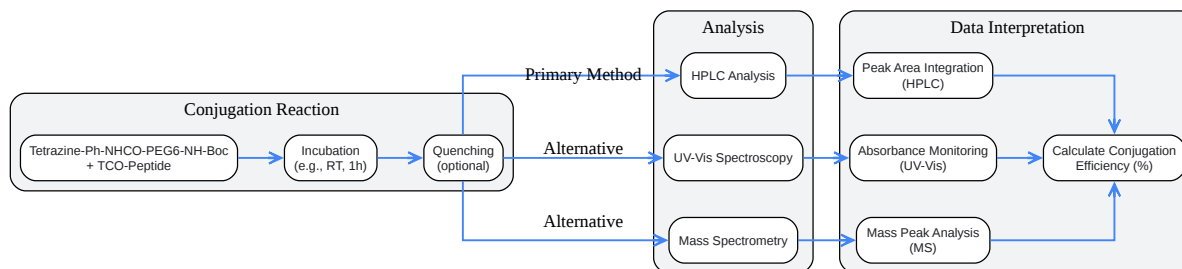 Analysis
Data Interpretation
Primary Method
HPLC Analysis
Peak Area Integration
(HPLC)
Conjugation Reaction
Tetrazine-Ph-NHCO-PEG6-NH-Boc
+ TCO-Peptide
Incubation
(e.g., RT, 1h)
Quenching
(optional)
Alternative
UV-Vis Spectroscopy
Absorbance Monitoring
(UV-Vis)
Calculate Conjugation
Efficiency (%)
Alternative
Mass Spectrometry
Mass Peak Analysis
(MS)